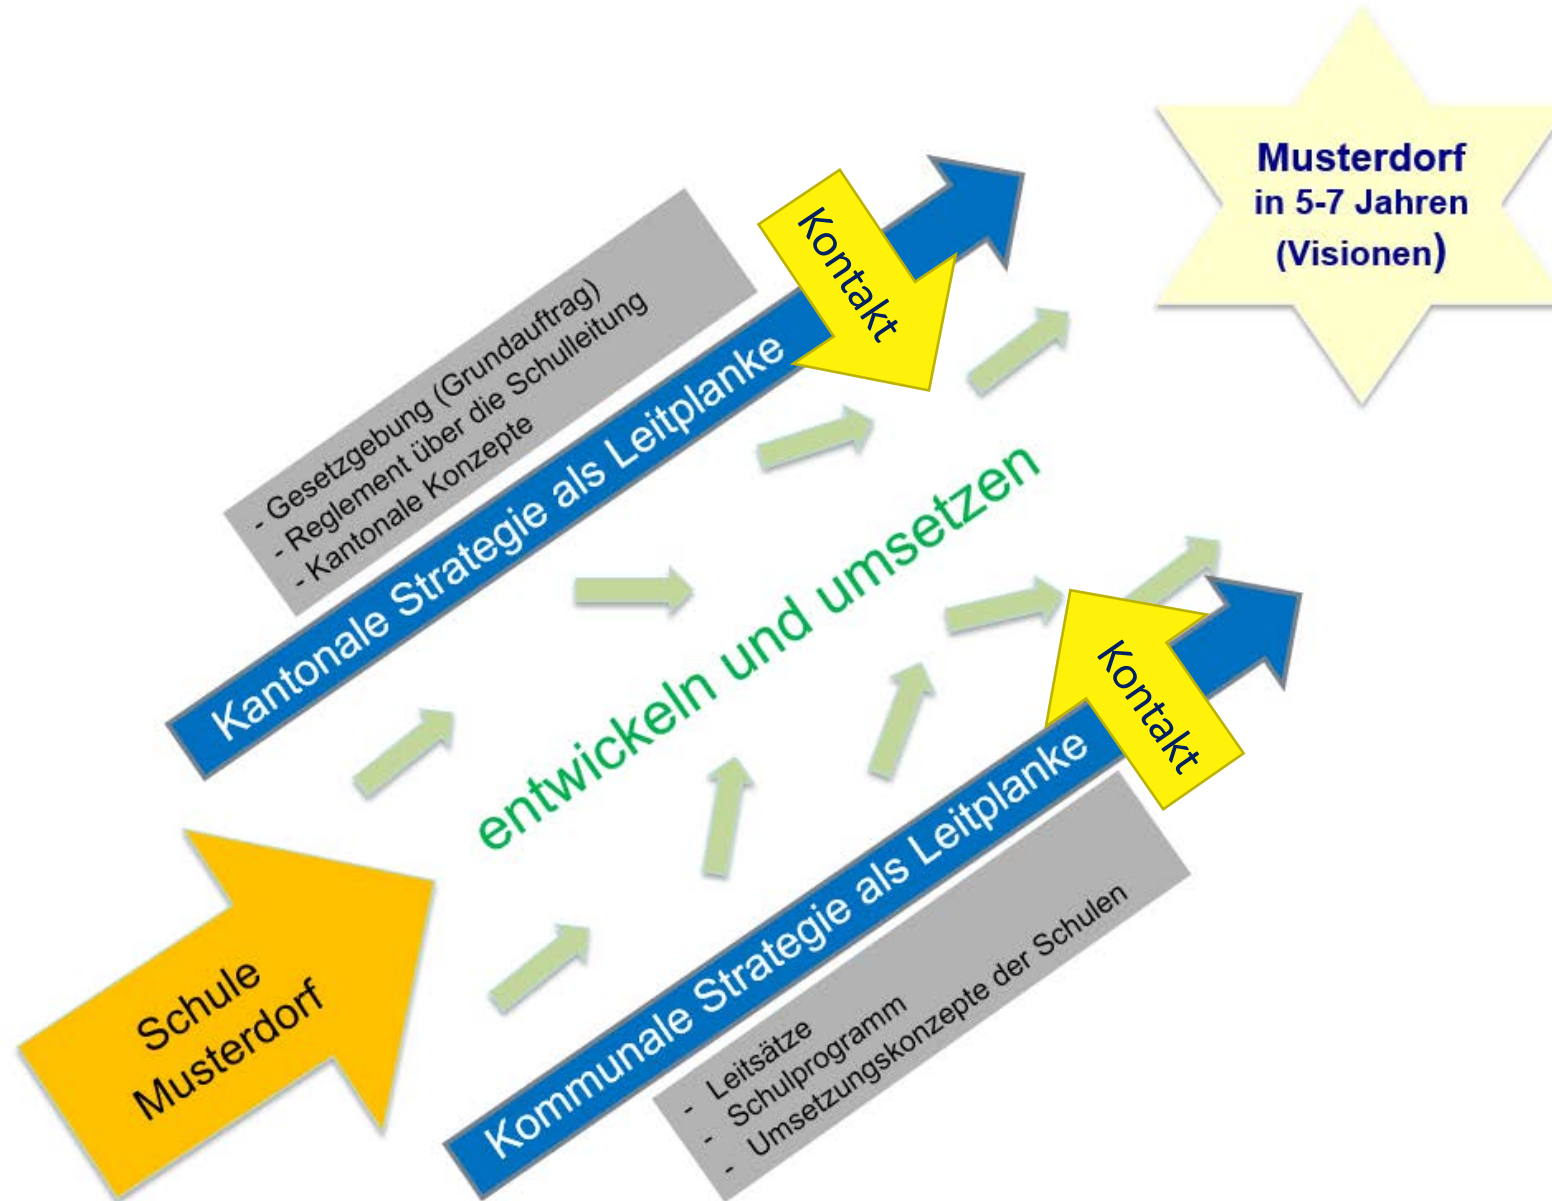 Musterdorf
in 5-7 Jahren
(Visionen)
Kontakt
- Gesetzgebung (Grundauftrag)
- Reglement über die Schulleitung
- Kantonale Konzepte
Kantonale Strategie als Leitplanke
entwickeln und umsetzen
Kontakt
Kommunale Strategie als Leitplanke
- Leitsätze
- Schulprogramm
- Umsetzungskonzepte der Schulen
Schule
Musterdorf